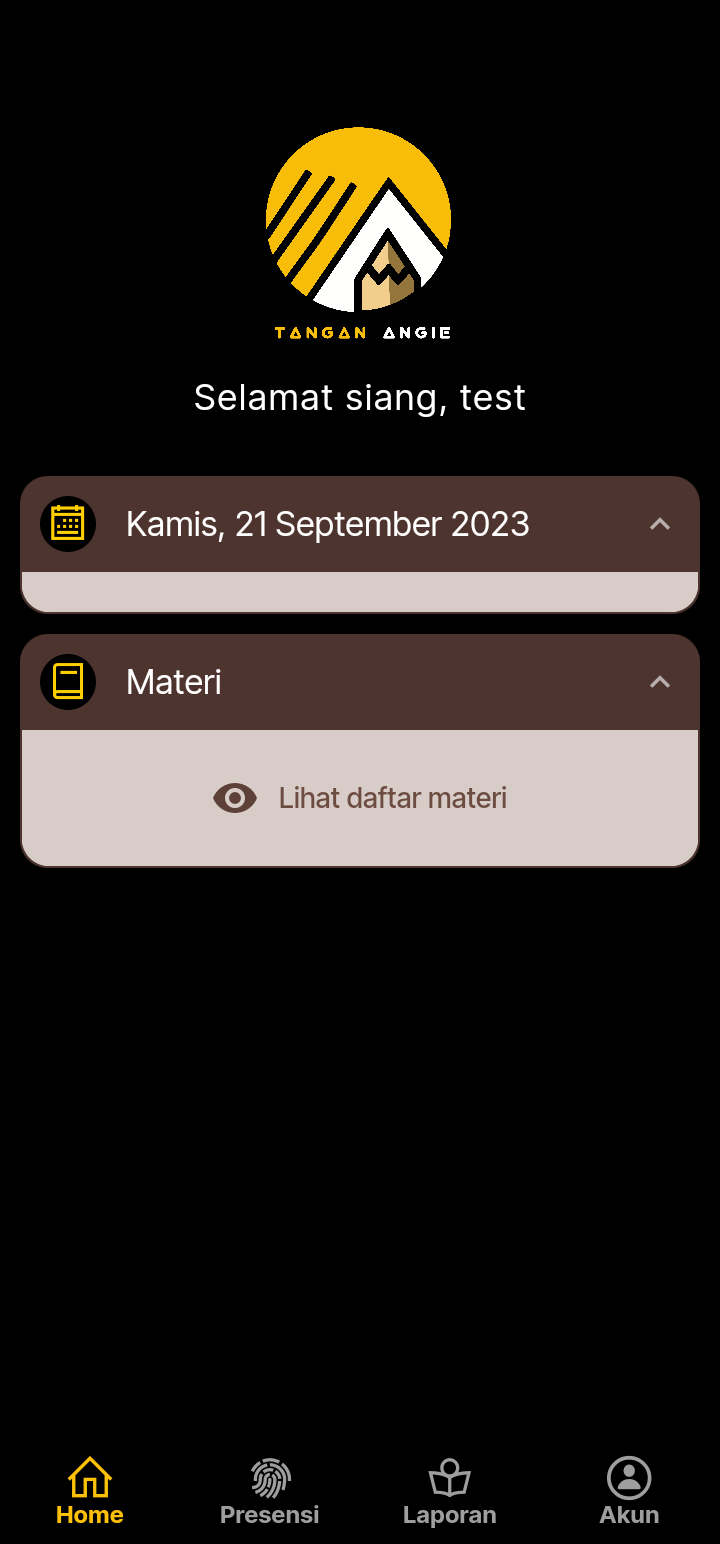 TANGAN ANGIE
Selamat siang, test
Kamis, 21 September 2023
Materi
Lihat daftar materi
Home
Presensi
Laporan
Akun